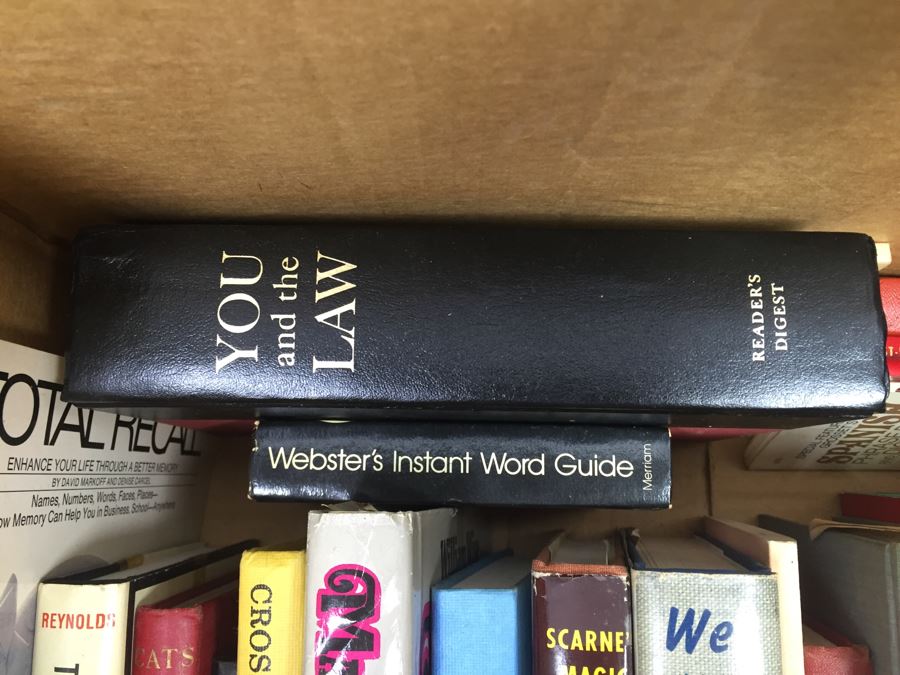 YOU
and the
LAW
READER'S
DIGEST
Webster's Instant Word Guide
Merriam
TOTAL RECALL
ENHANCE YOUR LIFE THROUGH A BETTER MEMORY
BY DAVID MARKOFF AND DENISE DARCEL
Names, Numbers, Words, Faces, Places—
How Memory Can Help You in Business, School—Anywhere
REYNOLDS
CATS
CROS
SCARNE'
MAGIC
We